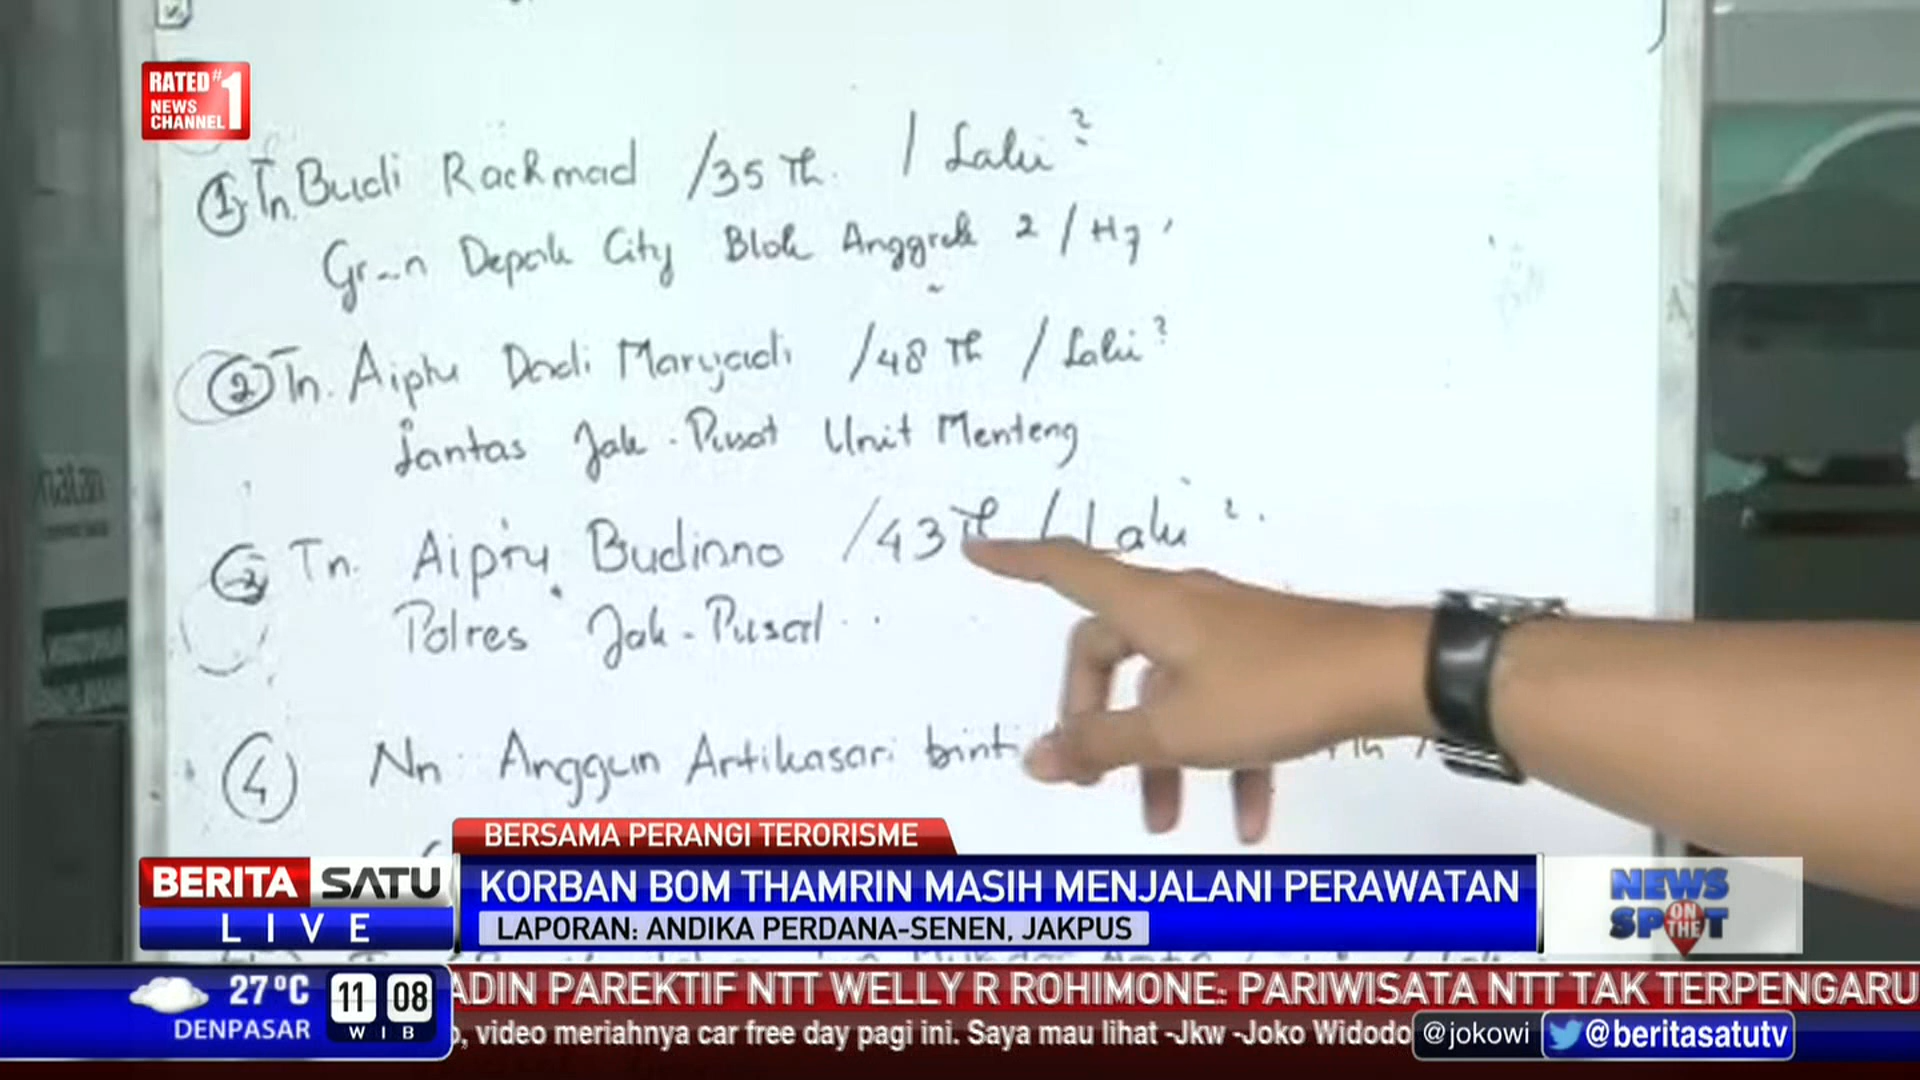 RATED #1
NEWS
CHANNEL
① Tn. Budi Rachmad /35 Th. / Laki²
Depok City Blok Anggrek 2 / H7
② Tn. Aiptu Dodi Maryadi /48 Th / Laki²
Lantas Jak-Pusat Unit Menteng
③ Tn. Aiptu Budiono /43 Th / Laki²
Polres Jak-Pusat
④ Nn. Anggun Artikasari binti
BERSAMA PERANGI TERORISME
BERITA SATU
LIVE
KORBAN BOM THAMRIN MASIH MENJALANI PERAWATAN
LAPORAN: ANDIKA PERDANA-SENEN, JAKPUS
NEWS
ON THE
SPOT
27°C
DENPASAR
11 08
WIB
ADIN PAREKTIF NTT WELLY R ROHIMONE: PARIWISATA NTT TAK TERPENGARU
, video meriahnya car free day pagi ini. Saya mau lihat -Jkw -Joko Widodo @jokowi @beritasatutv